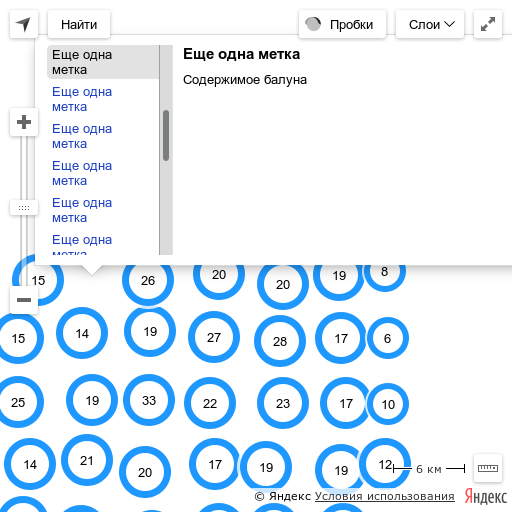 Найти
Пробки
Слои
Еще одна
метка
Еще одна
метка
Еще одна
метка
Еще одна
метка
Еще одна
метка
Еще одна
метка
Еще одна метка
Содержимое балуна
15
26
20
20
19
8
15
14
19
27
28
17
6
25
19
33
22
23
17
10
14
21
20
17
19
19
12
6 км
© Яндекс Условия использования
Яndex